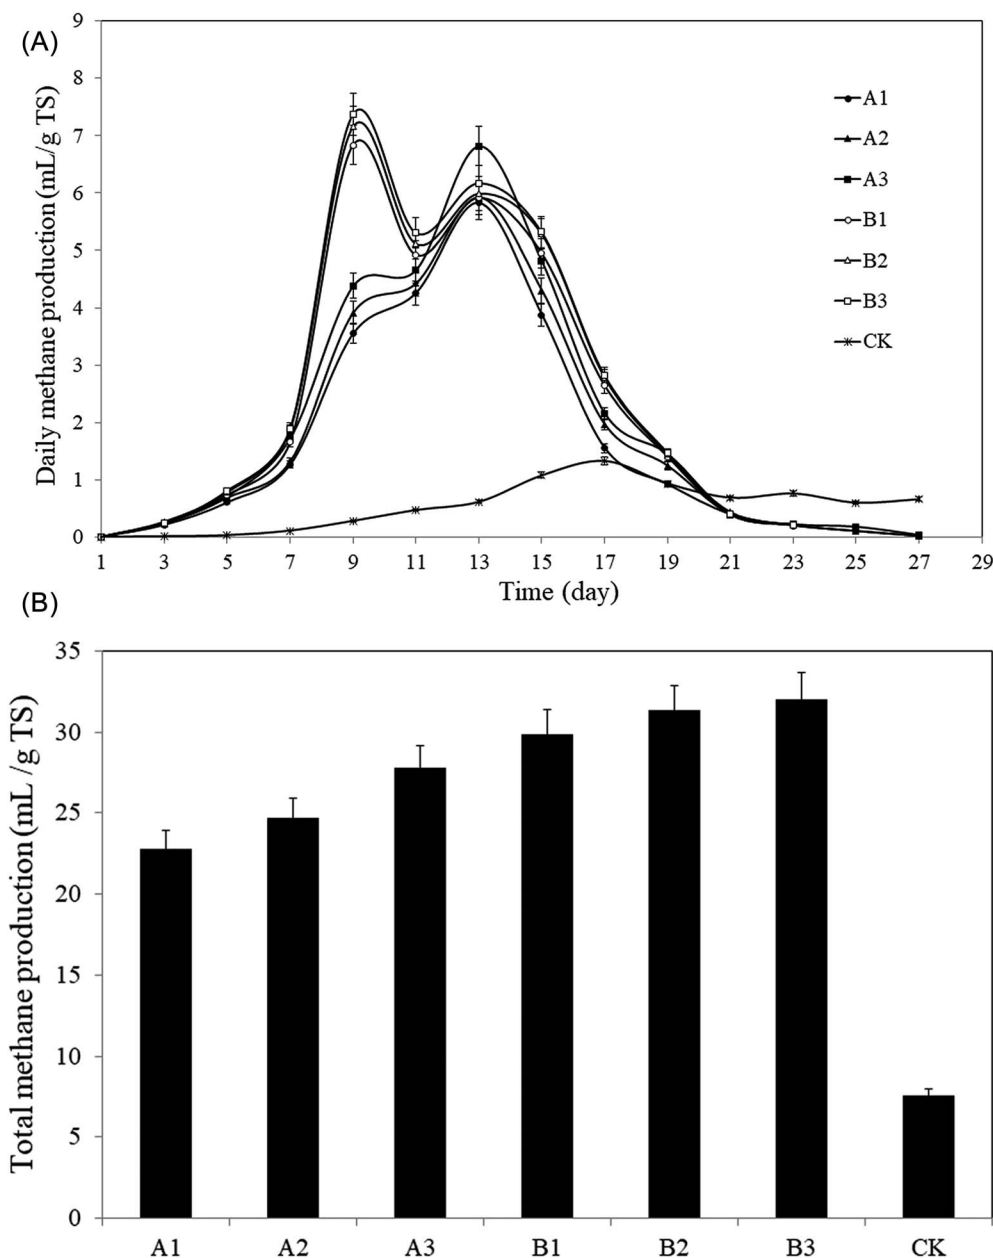 (A)
Daily methane production (mL/g TS)
9
8
7
6
5
4
3
2
1
0
A1
A2
A3
B1
B2
B3
CK
1 3 5 7 9 11 13 15 17 19 21 23 25 27 29
Time (day)
(B)
Total methane production (mL /g TS)
35
30
25
20
15
10
5
0
A1 A2 A3 B1 B2 B3 CK